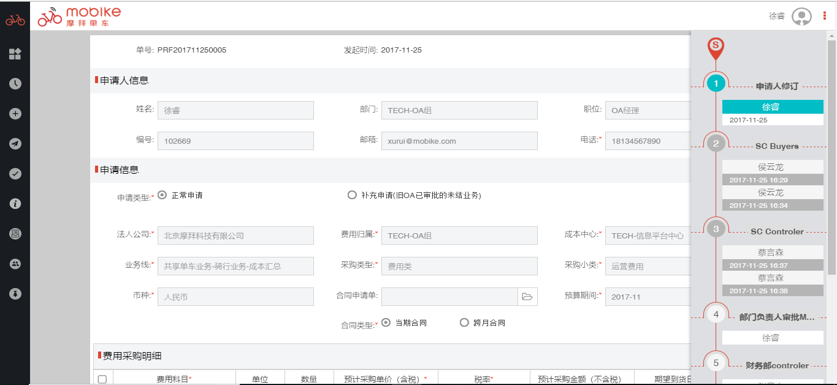 mobike
摩拜单车
徐睿
单号: PRF201711250005 发起时间: 2017-11-25
申请人信息
姓名: 徐睿 部门: TECH-OA组 职位: OA经理
编号: 102669 邮箱: xurui@mobike.com 电话:* 18134567890
申请信息
申请类型:* 正常申请 补充申请(旧OA已审批的未结业务)
法人公司:* 北京摩拜科技有限公司 费用归属:* TECH-OA组 成本中心:* TECH-信息平台中心
业务线:* 共享单车业务-骑行业务-成本汇总 采购类型:* 费用类 采购小类:* 运营费用
币种:* 人民币 合同申请单: 预算期间:* 2017-11
合同类型:* 当期合同 跨月合同
费用采购明细
费用科目* 单位 数量 预计采购单价（含税）* 税率* 预计采购金额（不含税） 期望到货日
S
1 申请人修订
徐睿
2017-11-25
2 SC Buyers
侯云龙
2017-11-25 16:29
侯云龙
2017-11-25 16:34
3 SC Controler
蔡言森
2017-11-25 16:37
蔡言森
2017-11-25 16:38
4 部门负责人审批M...
徐睿
5 财务部controler